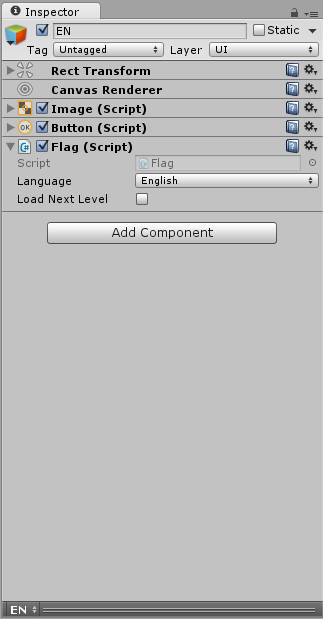 Inspector
EN
Static
Tag Untagged Layer UI
Rect Transform
Canvas Renderer
Image (Script)
OK Button (Script)
C# Flag (Script)
Script Flag
Language English
Load Next Level
Add Component
EN